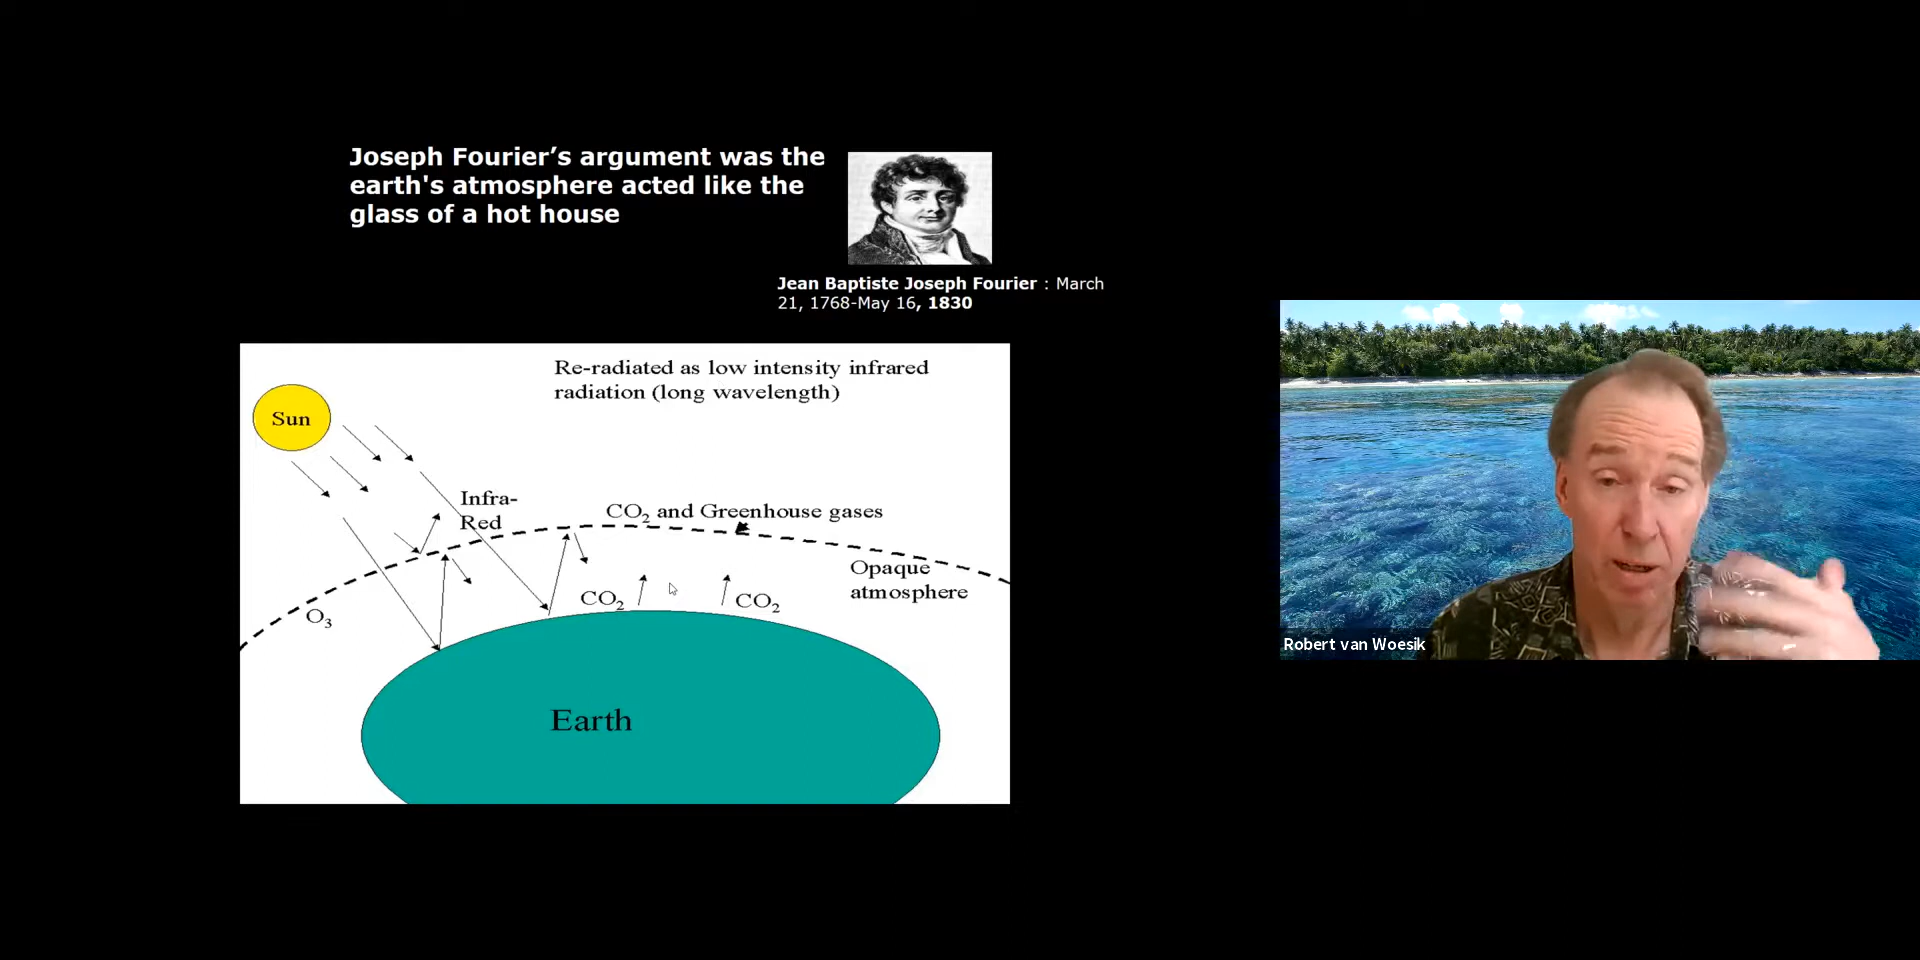 Joseph Fourier’s argument was the
earth's atmosphere acted like the
glass of a hot house
Jean Baptiste Joseph Fourier : March
21, 1768-May 16, 1830
Re-radiated as low intensity infrared
radiation (long wavelength)
Sun
Infra-
Red
CO₂ and Greenhouse gases
Opaque
atmosphere
O₃
CO₂
CO₂
Earth
Robert van Woesik